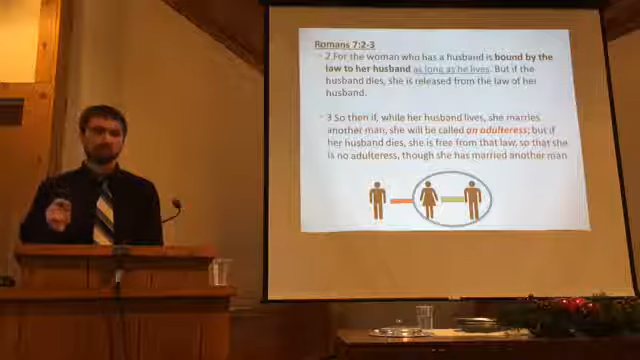 Romans 7:2-3
• 2 For the woman who has a husband is bound by the
law to her husband as long as he lives. But if the
husband dies, she is released from the law of her
husband.
• 3 So then if, while her husband lives, she marries
another man, she will be called an adulteress; but if
her husband dies, she is free from that law, so that she
is no adulteress, though she has married another man